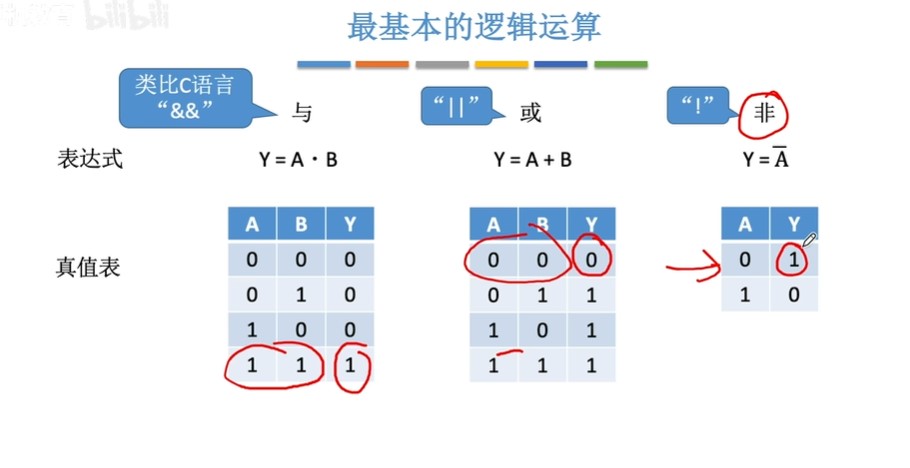 bilibili
最基本的逻辑运算
类比C语言
“&&”
与
“||”
或
“!”
非
表达式
Y = A · B
Y = A + B
Y = A̅
真值表
A B Y
0 0 0
0 1 0
1 0 0
1 1 1
A B Y
0 0 0
0 1 1
1 0 1
1 1 1
A Y
0 1
1 0